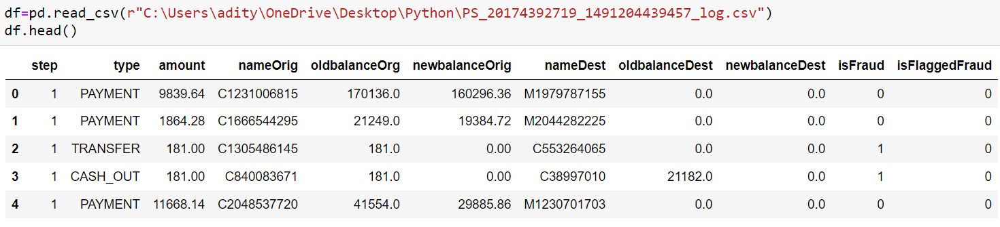 df=pd.read_csv(r"C:\Users\adity\OneDrive\Desktop\Python\PS_20174392719_1491204439457_log.csv")
df.head()
step type amount nameOrig oldbalanceOrg newbalanceOrig nameDest oldbalanceDest newbalanceDest isFraud isFlaggedFraud
0 1 PAYMENT 9839.64 C1231006815 170136.0 160296.36 M1979787155 0.0 0.0 0 0
1 1 PAYMENT 1864.28 C1666544295 21249.0 19384.72 M2044282225 0.0 0.0 0 0
2 1 TRANSFER 181.00 C1305486145 181.0 0.00 C553264065 0.0 0.0 1 0
3 1 CASH_OUT 181.00 C840083671 181.0 0.00 C38997010 21182.0 0.0 1 0
4 1 PAYMENT 11668.14 C2048537720 41554.0 29885.86 M1230701703 0.0 0.0 0 0